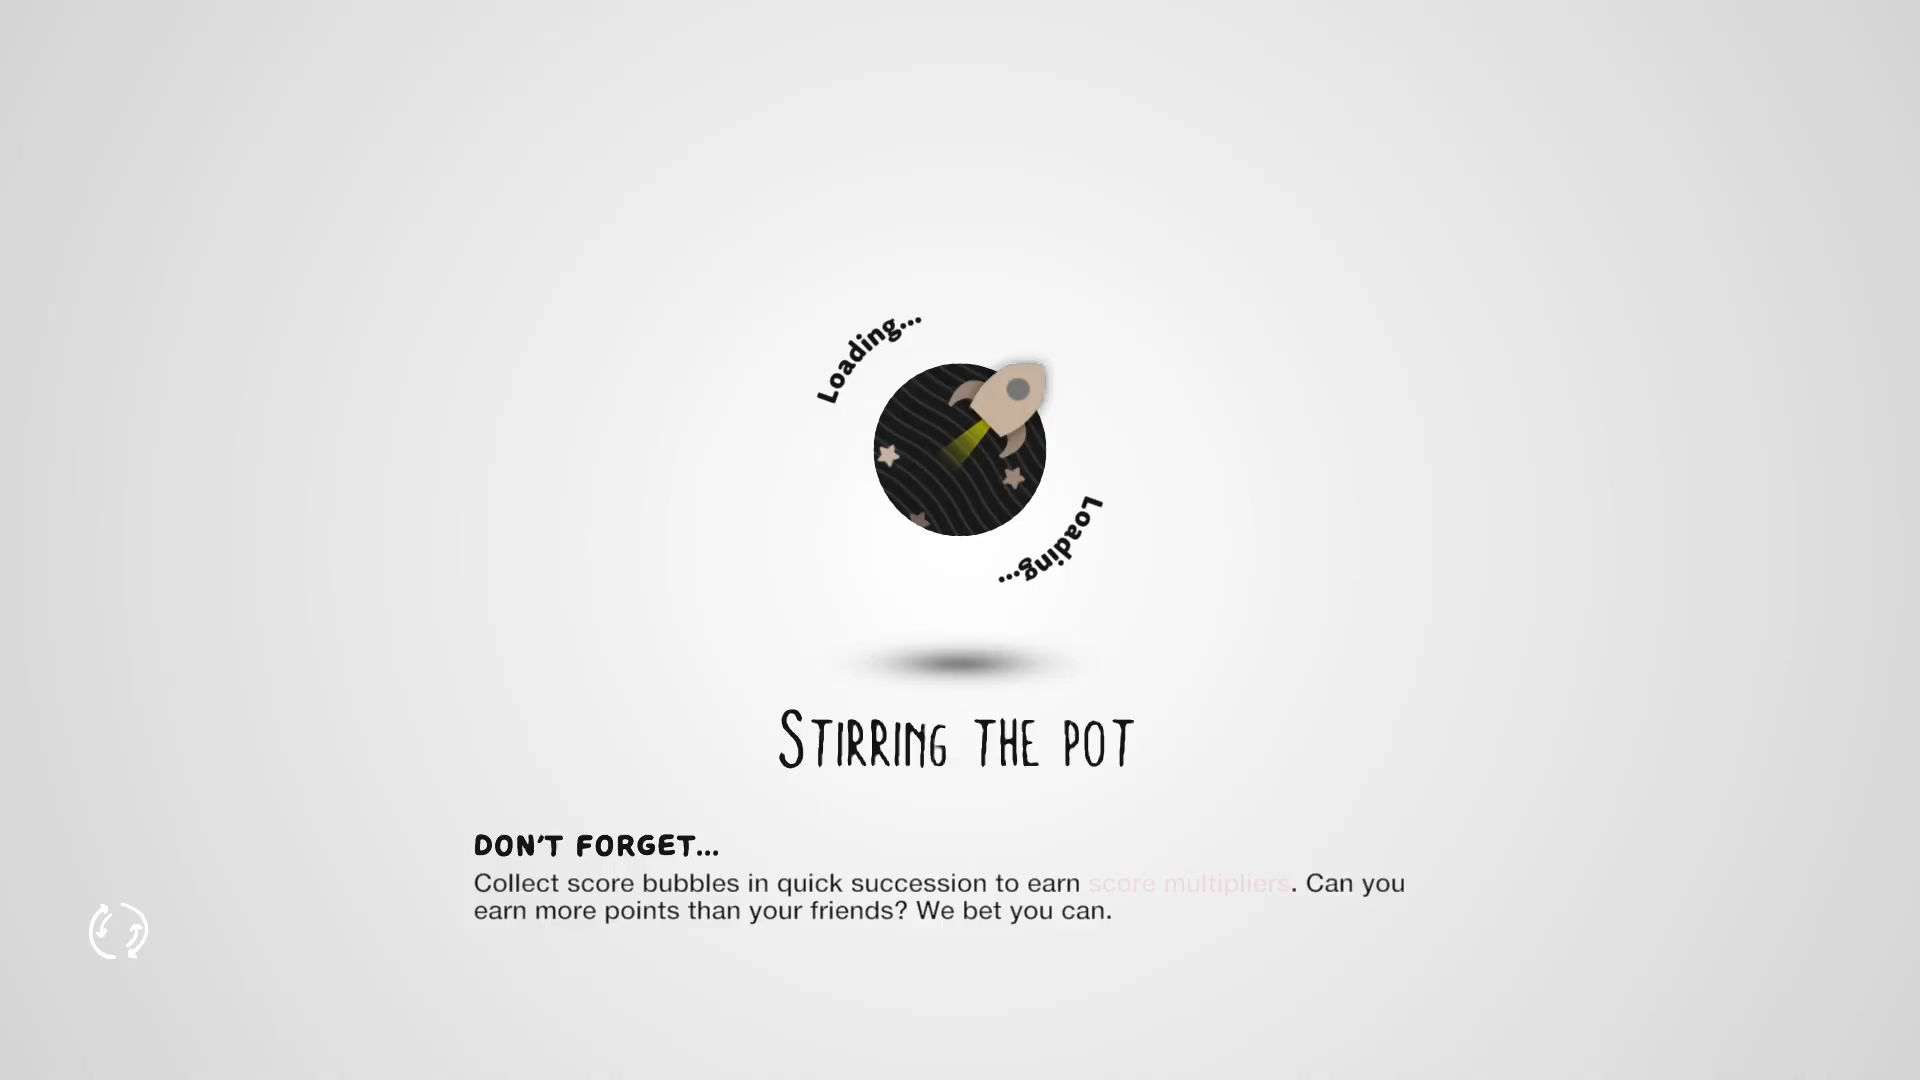 Loading...
Loading...
Stirring the pot
DON'T FORGET...
Collect score bubbles in quick succession to earn score multipliers. Can you
earn more points than your friends? We bet you can.